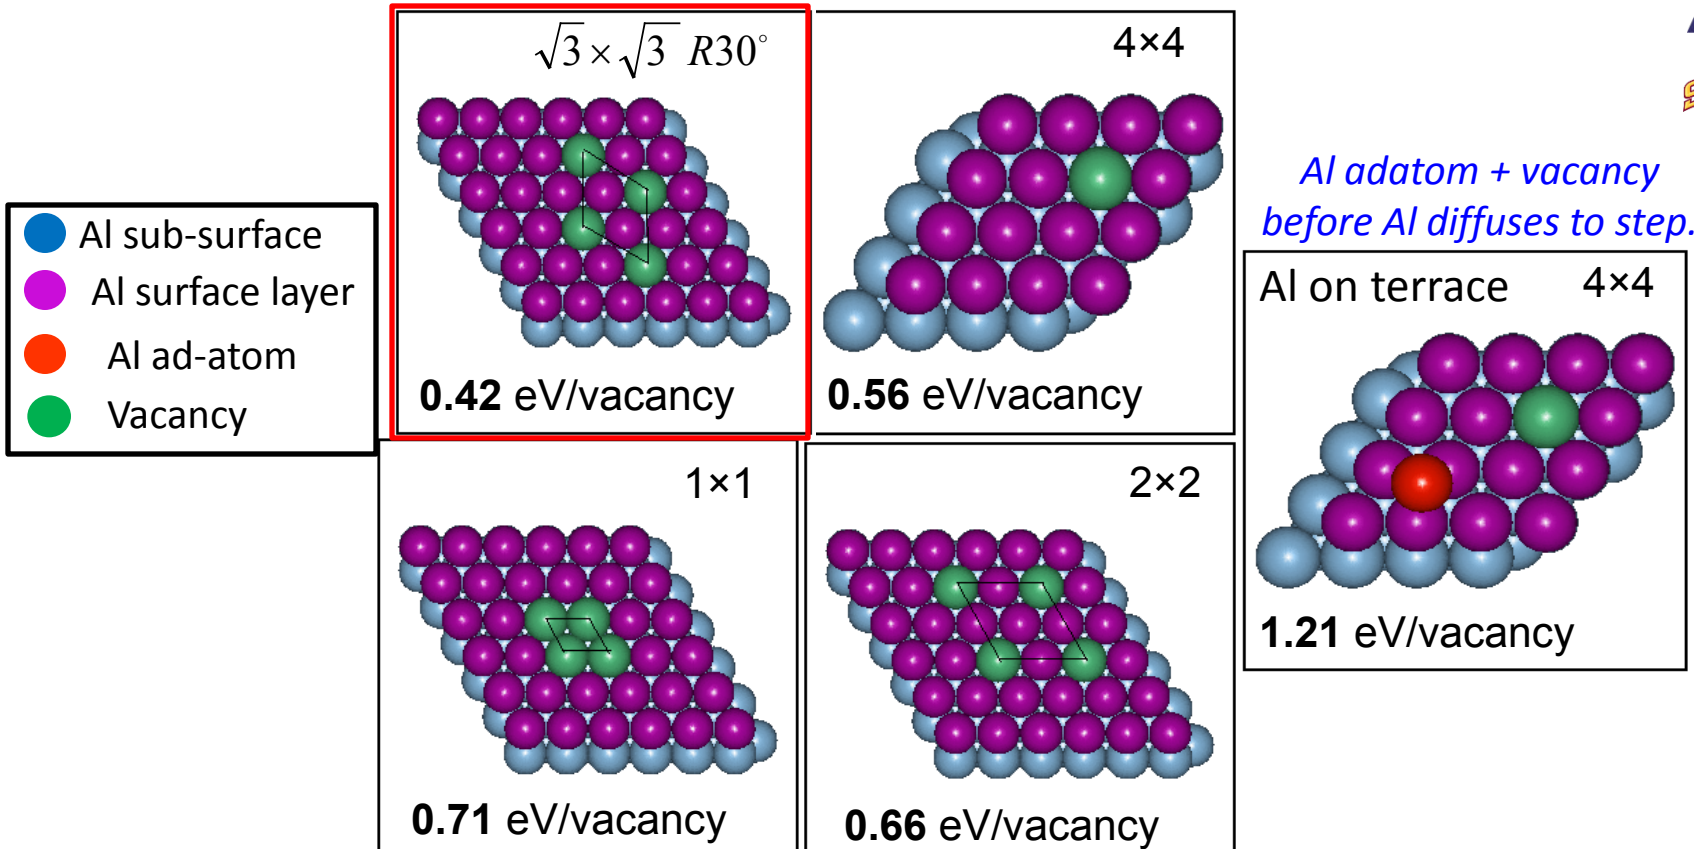 √3 × √3 R30°
0.42 eV/vacancy
4×4
0.56 eV/vacancy
Al sub-surface
Al surface layer
Al ad-atom
Vacancy
Al adatom + vacancy
before Al diffuses to step.
Al on terrace 4×4
1.21 eV/vacancy
1×1
0.71 eV/vacancy
2×2
0.66 eV/vacancy